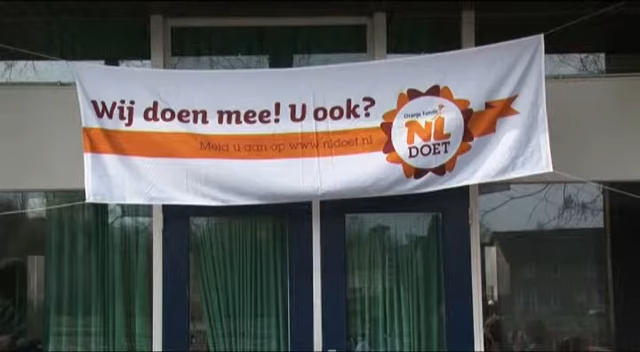 Wij doen mee! U ook?
Meld u aan op www.nldoet.nl
Oranje Fonds
NL
DOET